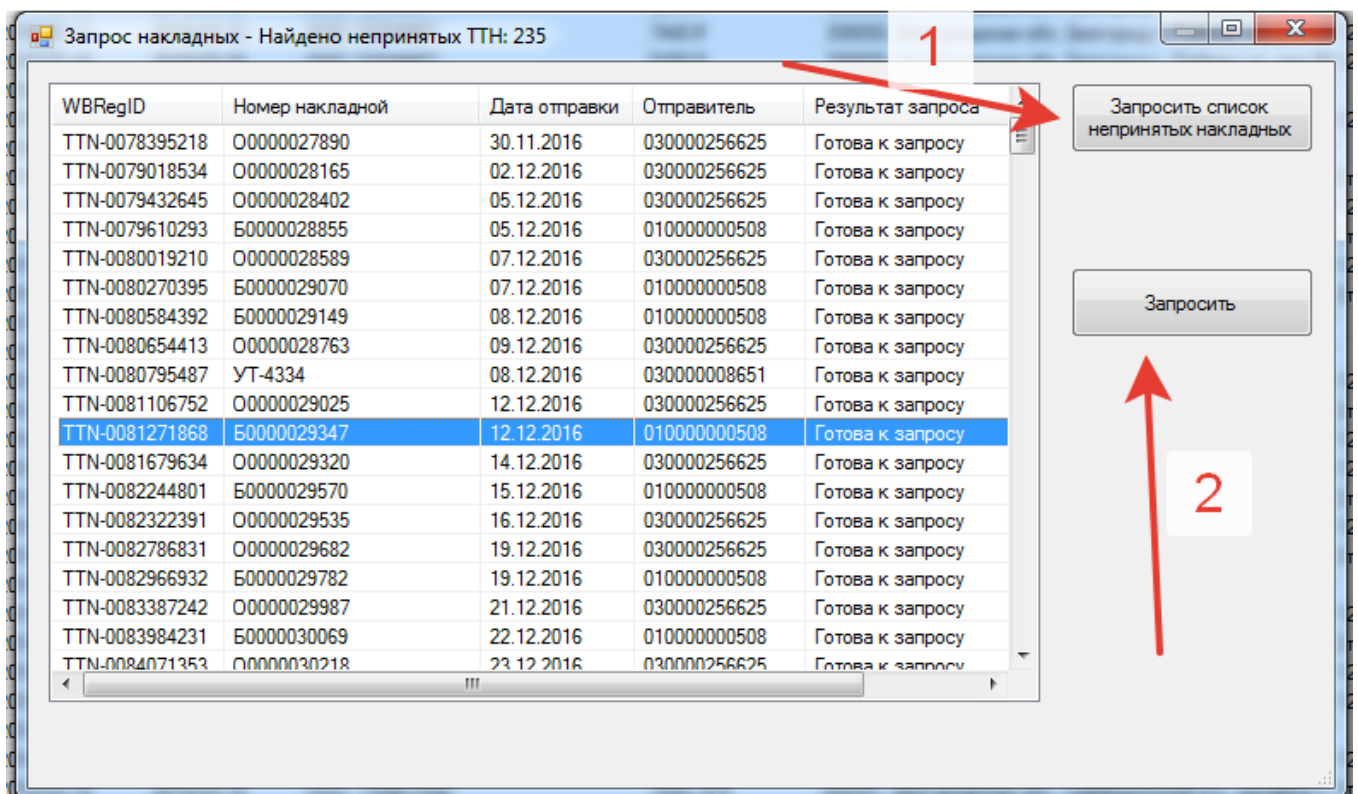 Запрос накладных - Найдено непринятых ТТН: 235
1
WBRegID Номер накладной Дата отправки Отправитель Результат запроса
Запросить список
непринятых накладных
TTN-0078395218 О0000027890 30.11.2016 030000256625 Готова к запросу
TTN-0079018534 О0000028165 02.12.2016 030000256625 Готова к запросу
TTN-0079432645 О0000028402 05.12.2016 030000256625 Готова к запросу
TTN-0079610293 Б0000028855 05.12.2016 010000000508 Готова к запросу
TTN-0080019210 О0000028589 07.12.2016 030000256625 Готова к запросу
TTN-0080270395 Б0000029070 07.12.2016 010000000508 Готова к запросу
TTN-0080584392 Б0000029149 08.12.2016 010000000508 Готова к запросу
TTN-0080654413 О0000028763 09.12.2016 030000256625 Готова к запросу
TTN-0080795487 УТ-4334 08.12.2016 030000008651 Готова к запросу
TTN-0081106752 О0000029025 12.12.2016 030000256625 Готова к запросу
TTN-0081271868 Б0000029347 12.12.2016 010000000508 Готова к запросу
TTN-0081679634 О0000029320 14.12.2016 030000256625 Готова к запросу
TTN-0082244801 Б0000029570 15.12.2016 010000000508 Готова к запросу
TTN-0082322391 О0000029535 16.12.2016 030000256625 Готова к запросу
TTN-0082786831 О0000029682 19.12.2016 030000256625 Готова к запросу
TTN-0082966932 Б0000029782 19.12.2016 010000000508 Готова к запросу
TTN-0083387242 О0000029987 21.12.2016 030000256625 Готова к запросу
TTN-0083984231 Б0000030069 22.12.2016 010000000508 Готова к запросу
TTN-0084071353 О0000030218 23.12.2016 030000256625 Готова к запросу
Запросить
2